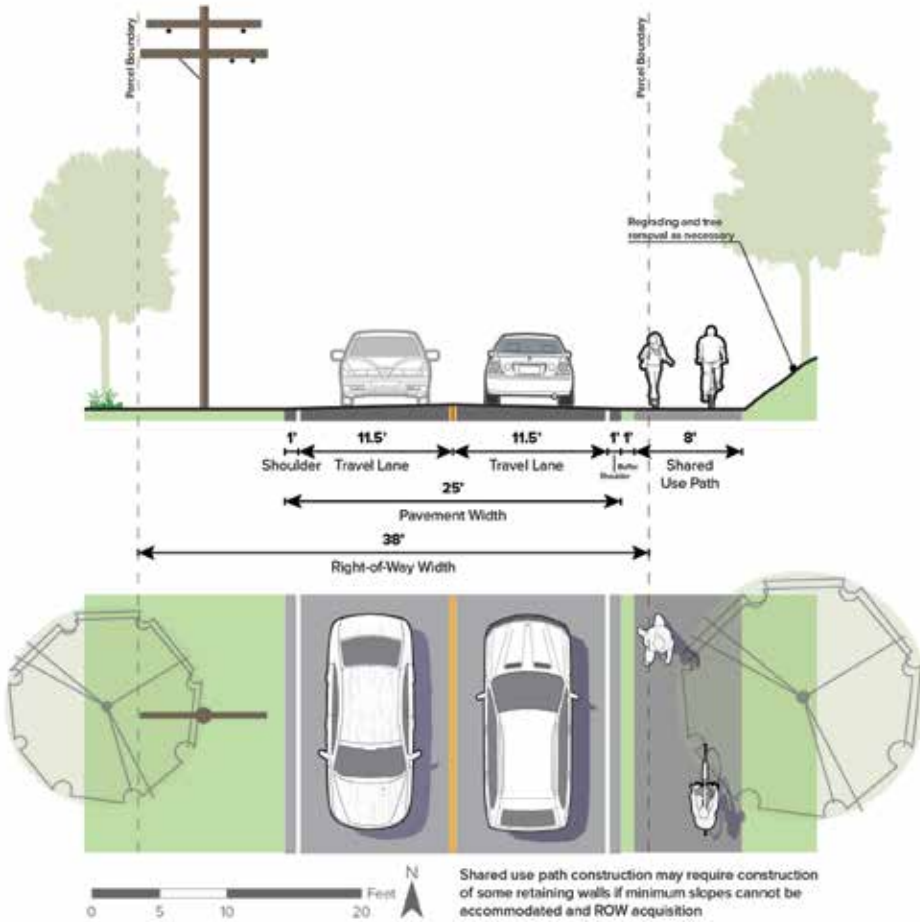 Parcel Boundary
Parcel Boundary
Regrading and tree
removal as necessary
1' 11.5' 11.5' 1' 1' 8'
Shoulder Travel Lane Travel Lane Shoulder Buffer Shared
Use Path
25'
Pavement Width
38'
Right-of-Way Width
Feet
0 5 10 20
N
Shared use path construction may require construction
of some retaining walls if minimum slopes cannot be
accommodated and ROW acquisition